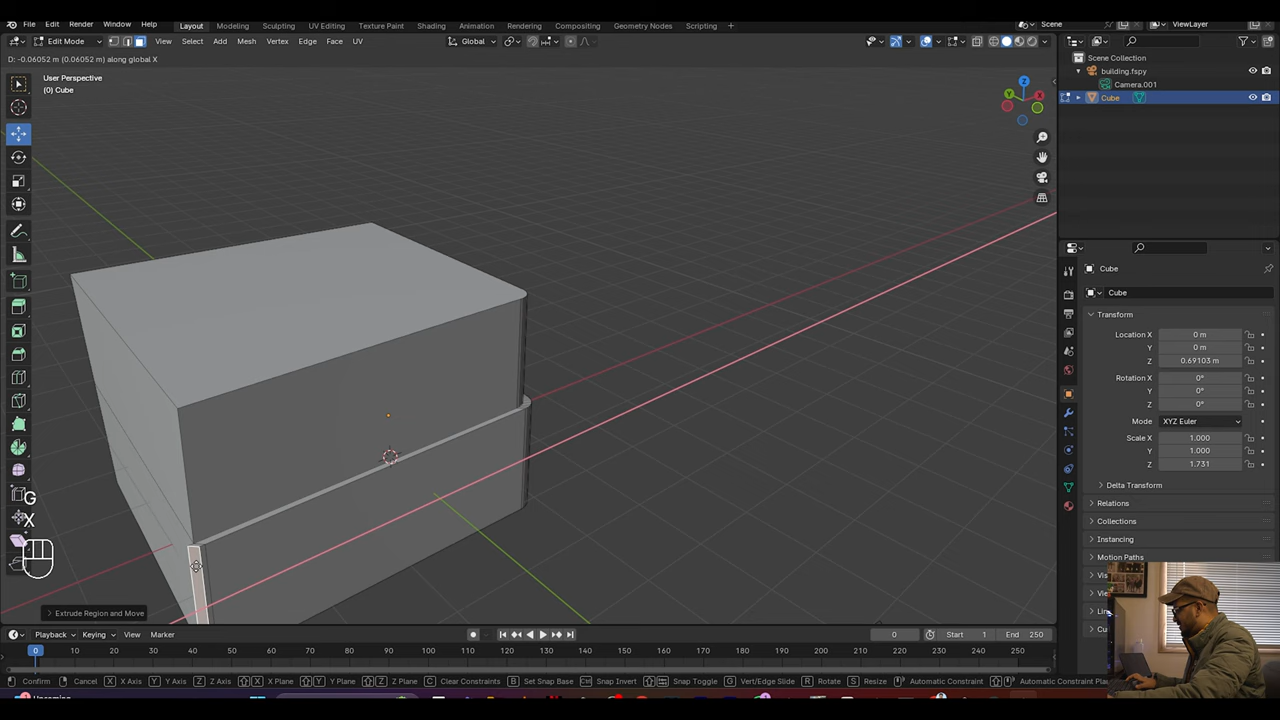 File Edit Render Window Help Layout Modeling Sculpting UV Editing Texture Paint Shading Animation Rendering Compositing Geometry Nodes Scripting + Scene ViewLayer
Edit Mode View Select Add Mesh Vertex Edge Face UV Global
D: -0.06052 m (0.06052 m) along global X
User Perspective
(0) Cube
Z
Y
X
G
X
Extrude Region and Move
Scene Collection
building.fspy
Camera.001
Cube
Cube
Cube
Transform
Location X 0 m
Y 0 m
Z 0.69103 m
Rotation X 0°
Y 0°
Z 0°
Mode XYZ Euler
Scale X 1.000
Y 1.000
Z 1.731
Delta Transform
Relations
Collections
Instancing
Motion Paths
Playback Keying View Marker 0 Start 1 End 250
0 10 20 30 40 50 60 70 80 90 100 110 120 130 140 150 160 170 180 190 200 210 220 230 240 250
Confirm Cancel X X Axis Y Y Axis Z Z Axis X X Plane Y Y Plane Z Z Plane C Clear Constraints B Set Snap Base Snap Invert Snap Toggle G Vert/Edge Slide R Rotate S Resize Automatic Constraint Automatic Constraint Plane